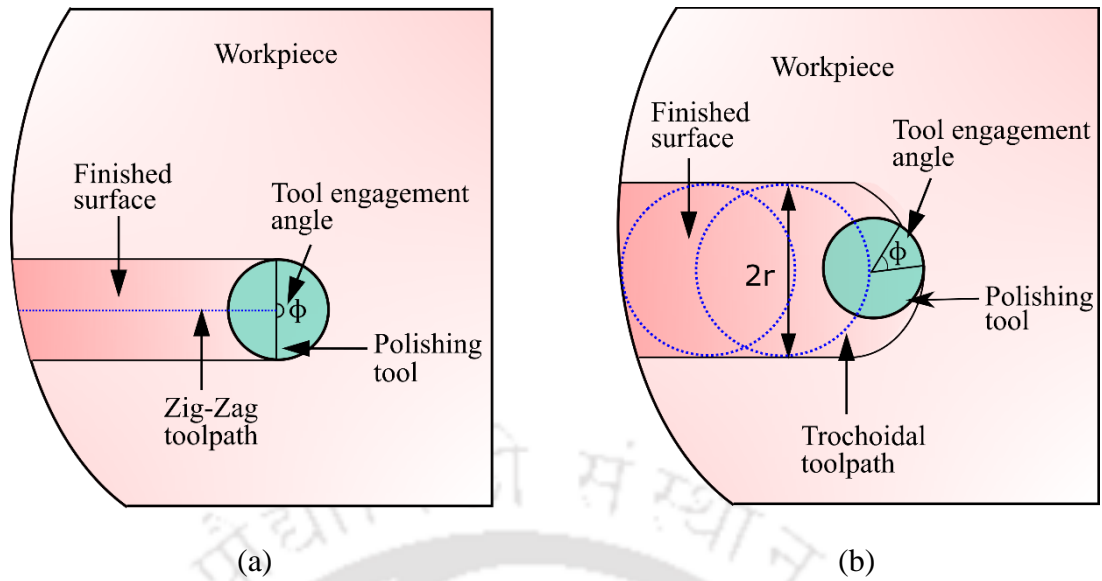 Workpiece
Finished
surface
Tool engagement
angle
ϕ
Polishing
tool
Zig-Zag
toolpath
(a)
Workpiece
Finished
surface
Tool engagement
angle
ϕ
2r
Polishing
tool
Trochoidal
toolpath
(b)
संस्थान